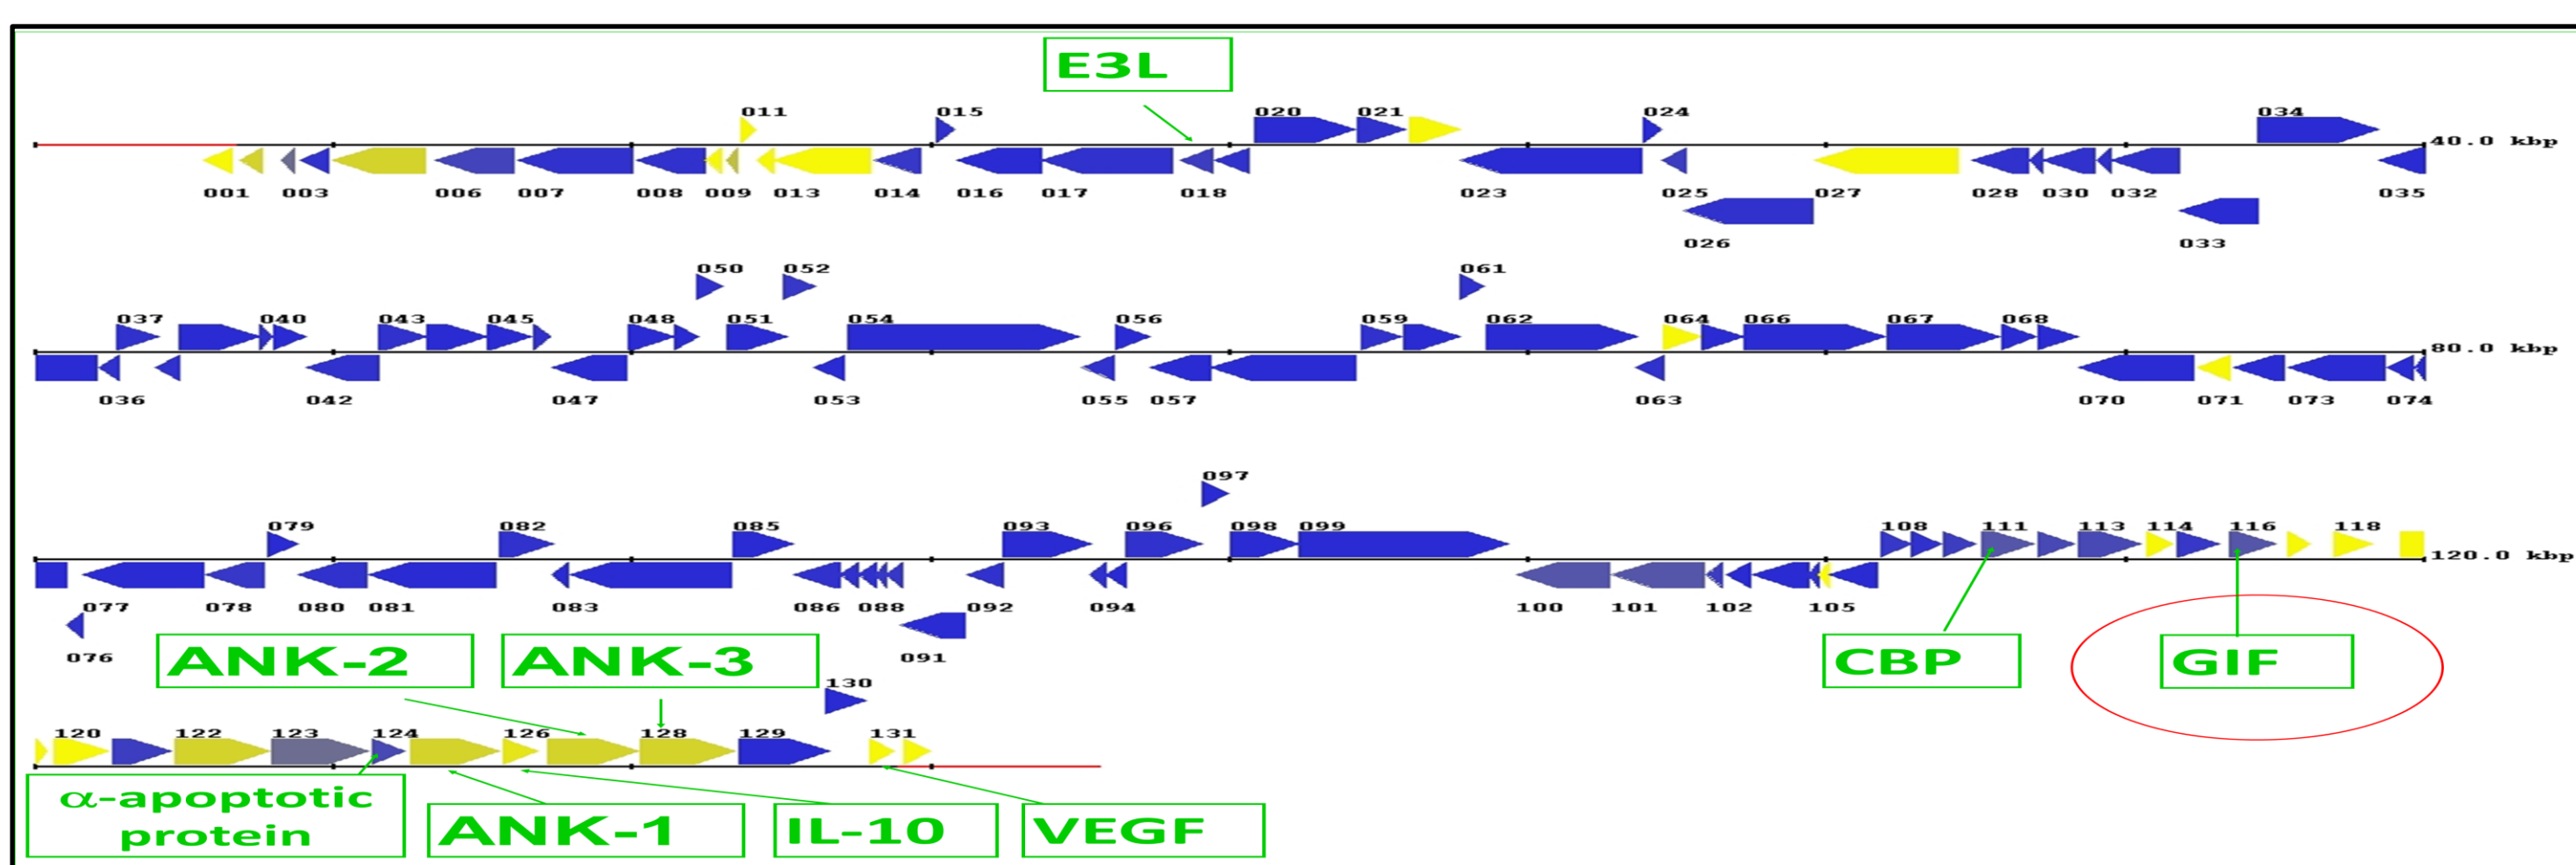 E3L
011 015 020 021 024 034
40.0 kbp
001 003 006 007 008 009 013 014 016 017 018 023 025 027 028 030 032 035
026 033
050 052 061
037 040 043 045 048 051 054 056 059 062 064 066 067 068
80.0 kbp
036 042 047 053 055 057 063 070 071 073 074
097
079 082 085 093 096 098 099 108 111 113 114 116 118
120.0 kbp
077 078 080 081 083 086 088 092 094 100 101 102 105
076 091
ANK-2 ANK-3 CBP GIF
130
120 122 123 124 126 128 129 131
α-apoptotic
protein
ANK-1 IL-10 VEGF